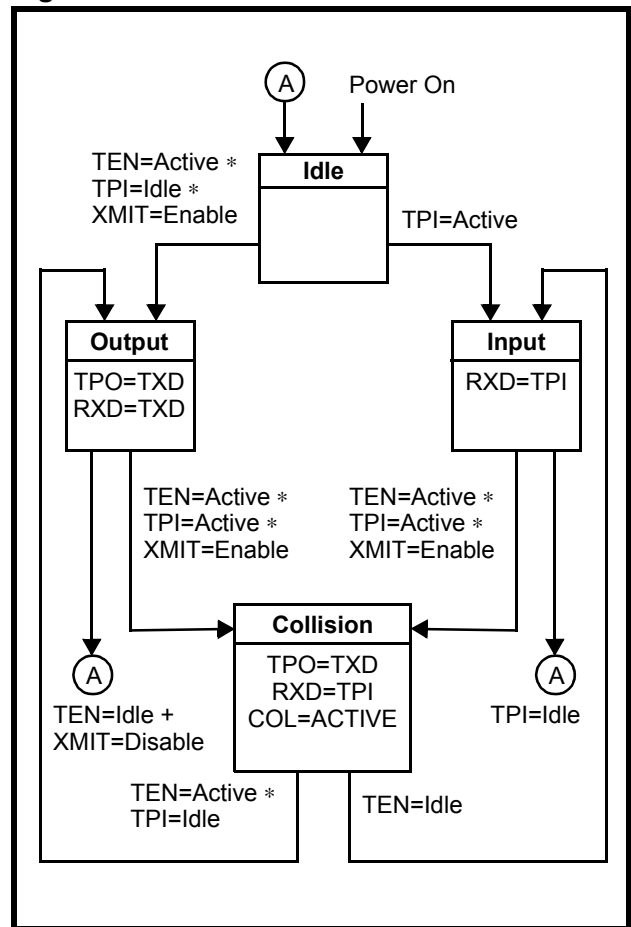 A
Power On
TEN=Active *
TPI=Idle *
XMIT=Enable
Idle
TPI=Active
Output
TPO=TXD
RXD=TXD
Input
RXD=TPI
TEN=Active *
TPI=Active *
XMIT=Enable
TEN=Active *
TPI=Active *
XMIT=Enable
Collision
TPO=TXD
RXD=TPI
COL=ACTIVE
A
TEN=Idle +
XMIT=Disable
A
TPI=Idle
TEN=Active *
TPI=Idle
TEN=Idle